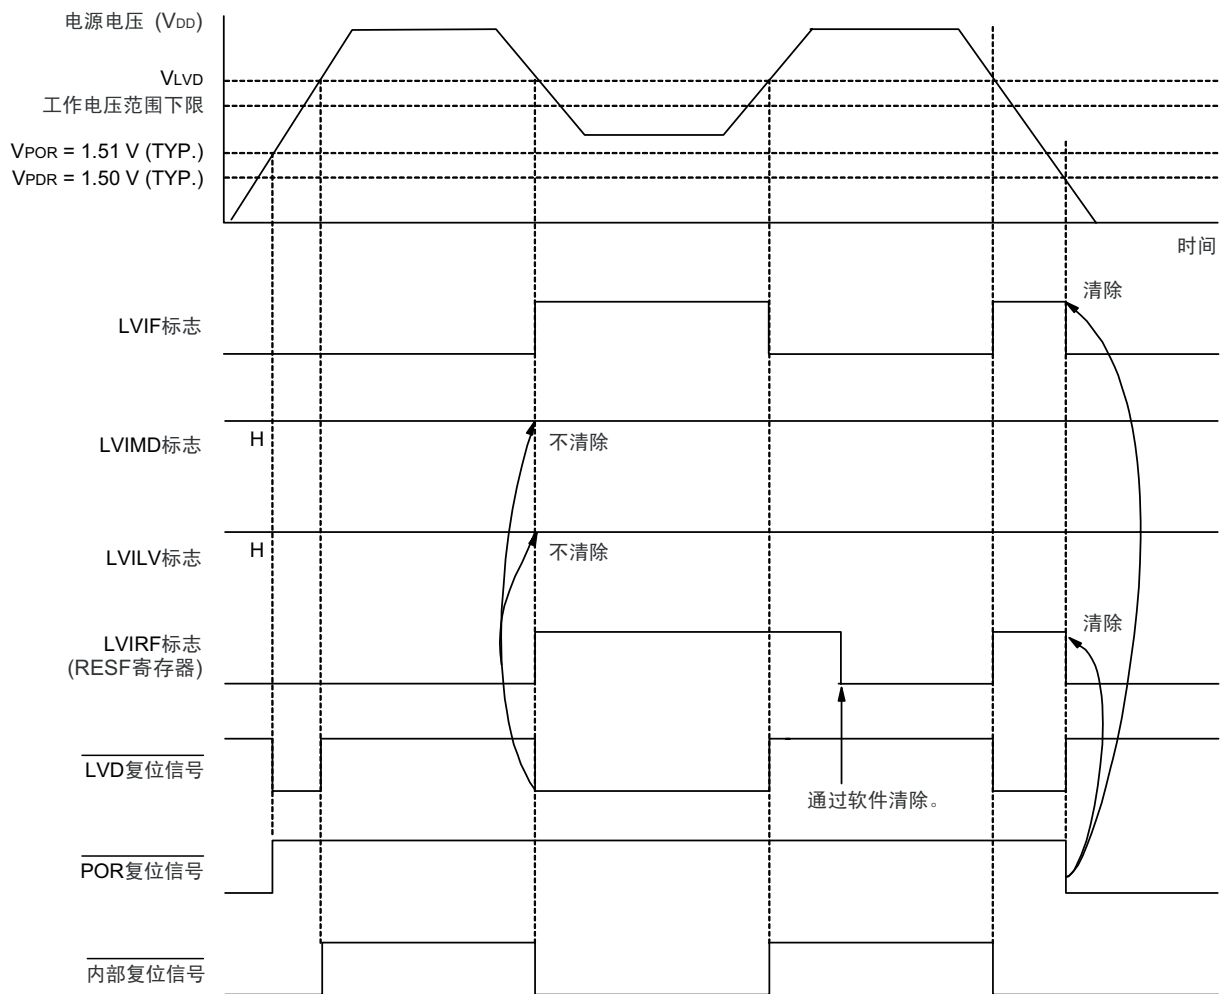 电源电压 (VDD)
VLVD
工作电压范围下限
VPOR = 1.51 V (TYP.)
VPDR = 1.50 V (TYP.)
时间
清除
LVIF标志
H
LVIMD标志
不清除
H
LVILV标志
不清除
清除
LVIRF标志
(RESF寄存器)
LVD复位信号
通过软件清除。
POR复位信号
内部复位信号